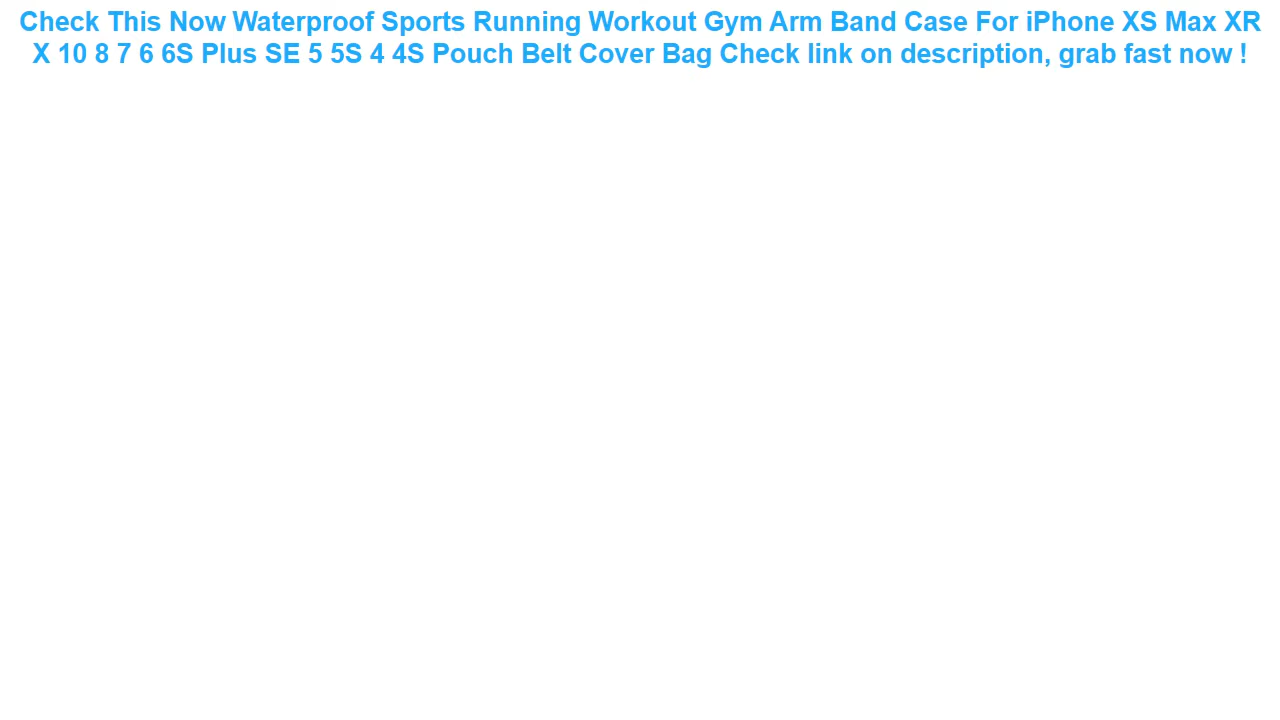 Check This Now Waterproof Sports Running Workout Gym Arm Band Case For iPhone XS Max XR
X 10 8 7 6 6S Plus SE 5 5S 4 4S Pouch Belt Cover Bag Check link on description, grab fast now !